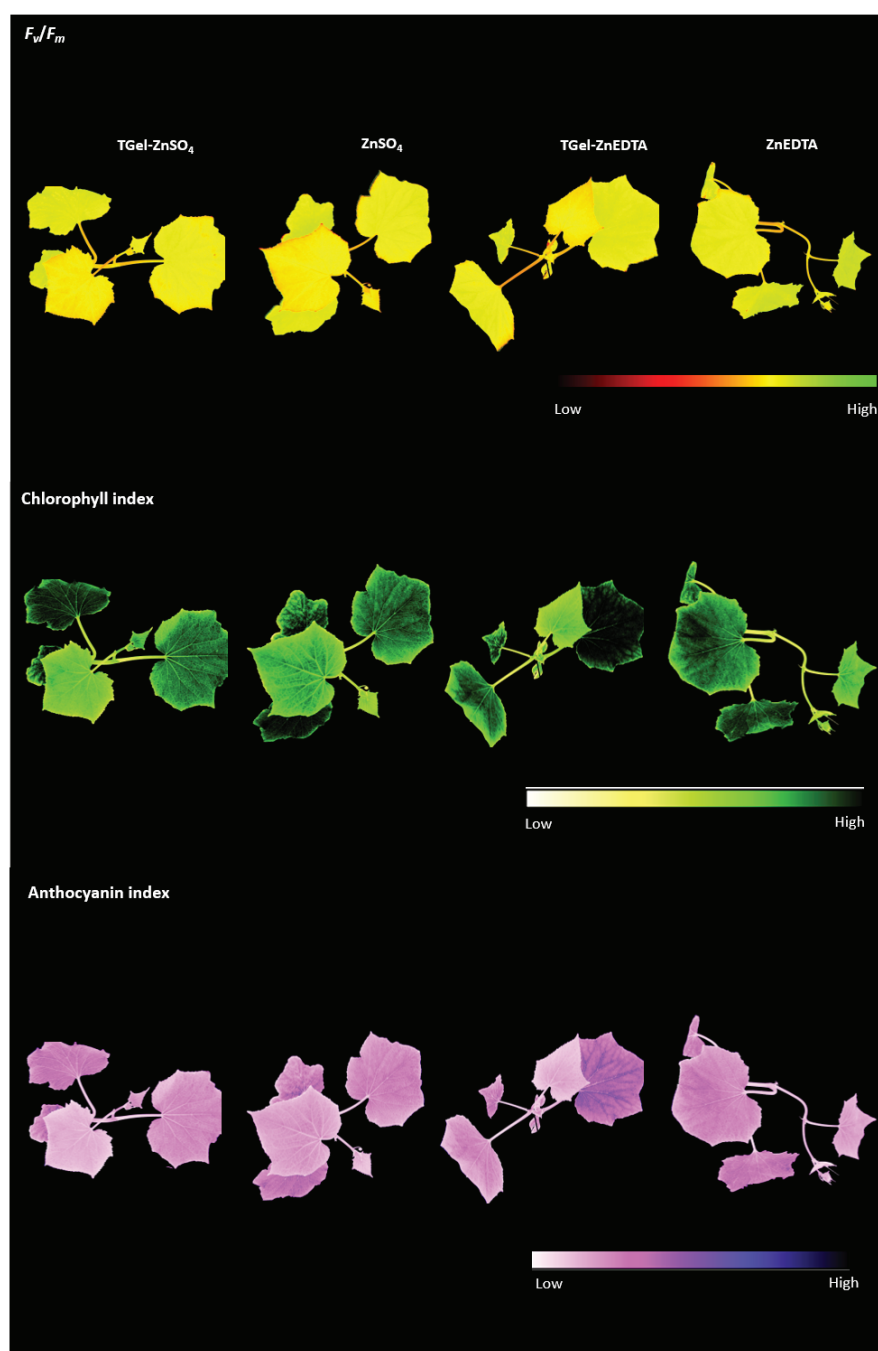 Fv/Fm
TGel-ZnSO4 ZnSO4 TGel-ZnEDTA ZnEDTA
Low High
Chlorophyll index
Low High
Anthocyanin index
Low High